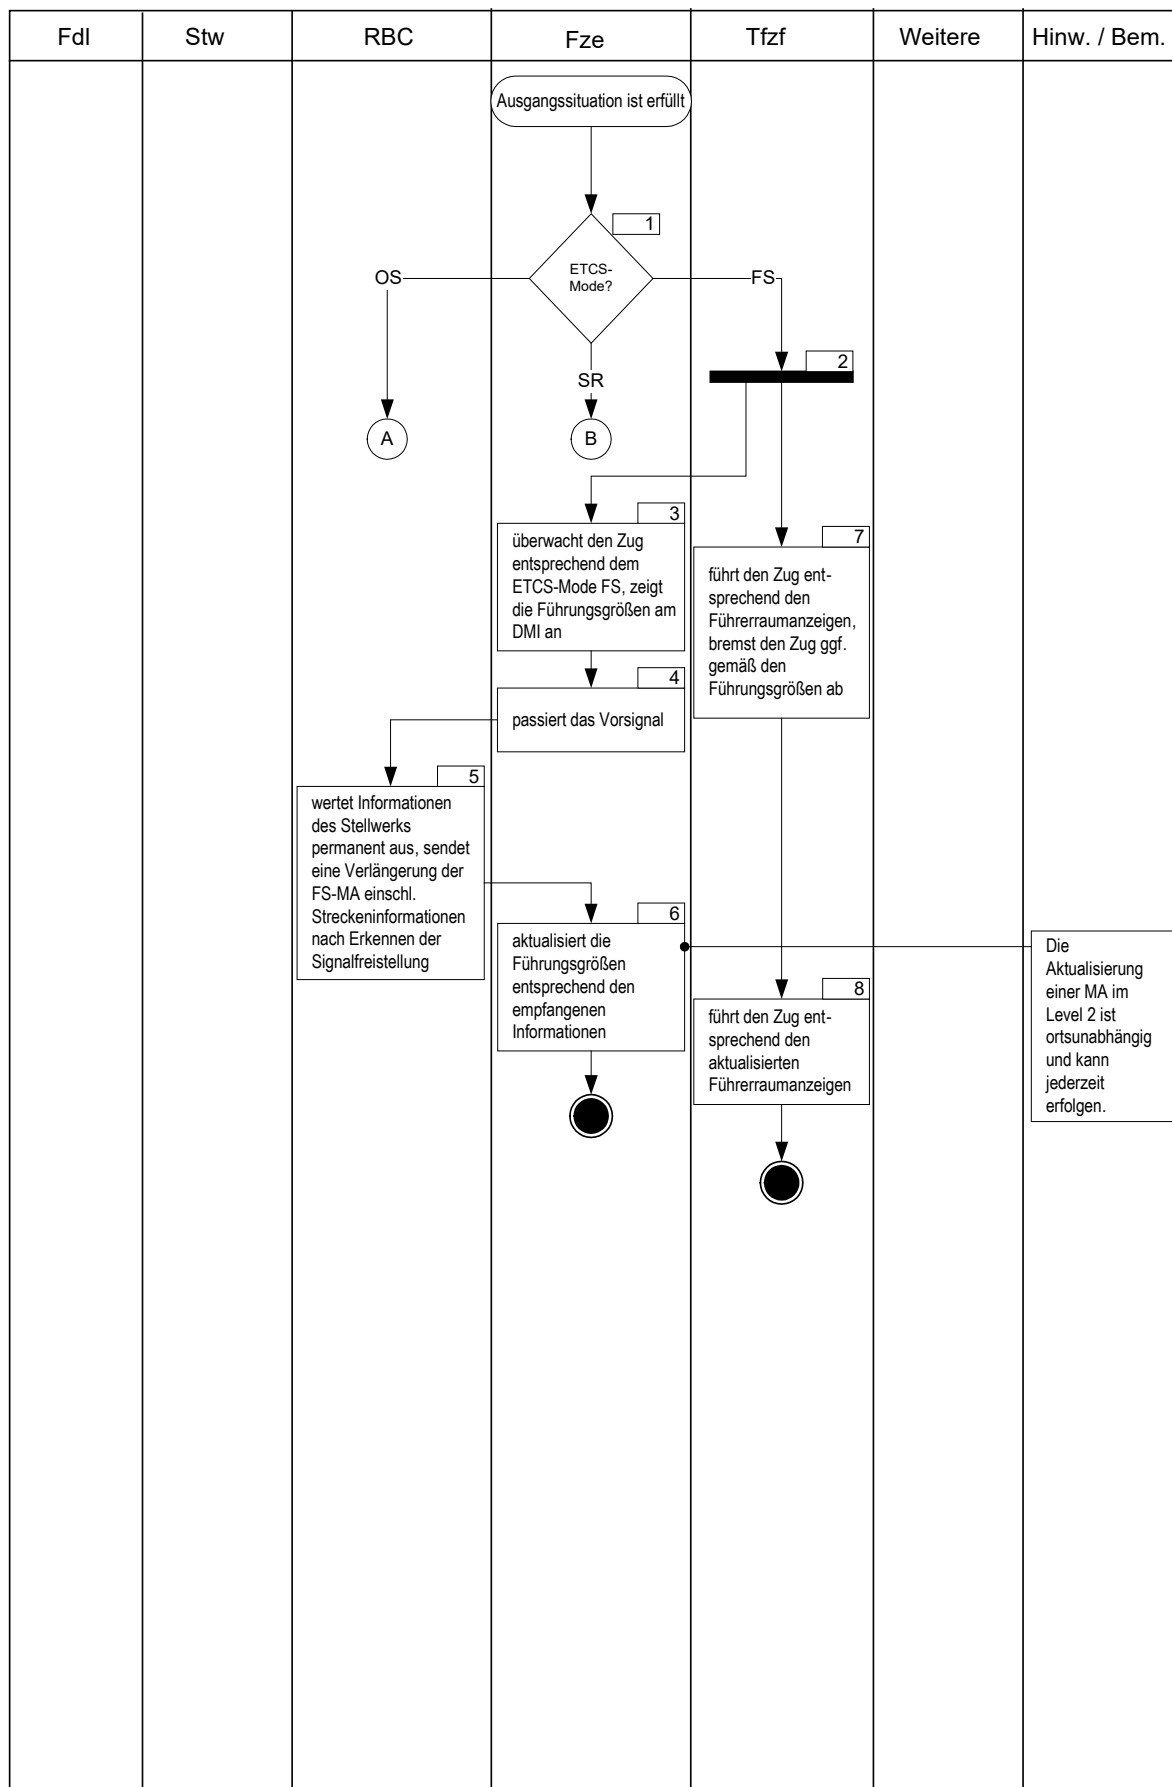 Fdl
Stw
RBC
Fze
Tfzf
Weitere
Hinw. / Bem.
Ausgangssituation ist erfüllt
1
ETCS-
Mode?
OS
FS
SR
2
A
B
3
überwacht den Zug
entsprechend dem
ETCS-Mode FS, zeigt
die Führungsgrößen am
DMI an
7
führt den Zug ent-
sprechend den
Führerraumanzeigen,
bremst den Zug ggf.
gemäß den
Führungsgrößen ab
4
passiert das Vorsignal
5
wertet Informationen
des Stellwerks
permanent aus, sendet
eine Verlängerung der
FS-MA einschl.
Streckeninformationen
nach Erkennen der
Signalfreistellung
6
aktualisiert die
Führungsgrößen
entsprechend den
empfangenen
Informationen
Die
Aktualisierung
einer MA im
Level 2 ist
ortsunabhängig
und kann
jederzeit
erfolgen.
8
führt den Zug ent-
sprechend den
aktualisierten
Führerraumanzeigen